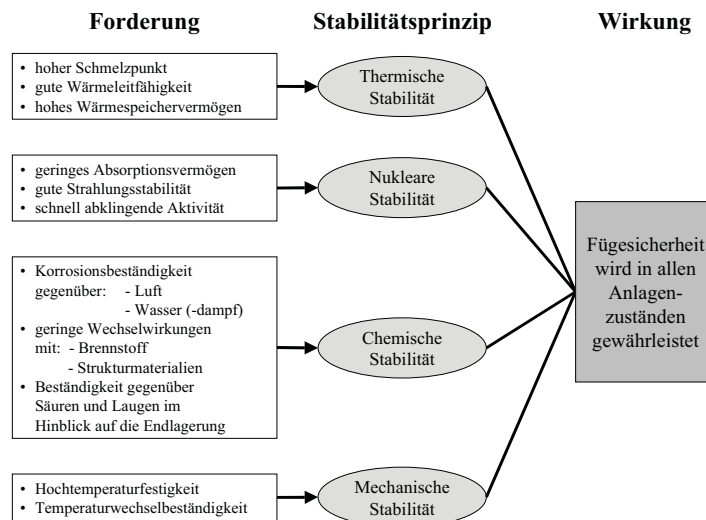 Forderung
Stabilitätsprinzip
Wirkung
• hoher Schmelzpunkt
• gute Wärmeleitfähigkeit
• hohes Wärmespeichervermögen
Thermische
Stabilität
• geringes Absorptionsvermögen
• gute Strahlungsstabilität
• schnell abklingende Aktivität
Nukleare
Stabilität
• Korrosionsbeständigkeit
gegenüber: - Luft
- Wasser (-dampf)
• geringe Wechselwirkungen
mit: - Brennstoff
- Strukturmaterialien
• Beständigkeit gegenüber
Säuren und Laugen im
Hinblick auf die Endlagerung
Chemische
Stabilität
• Hochtemperaturfestigkeit
• Temperaturwechselbeständigkeit
Mechanische
Stabilität
Fügesicherheit
wird in allen
Anlagen-
zuständen
gewährleistet